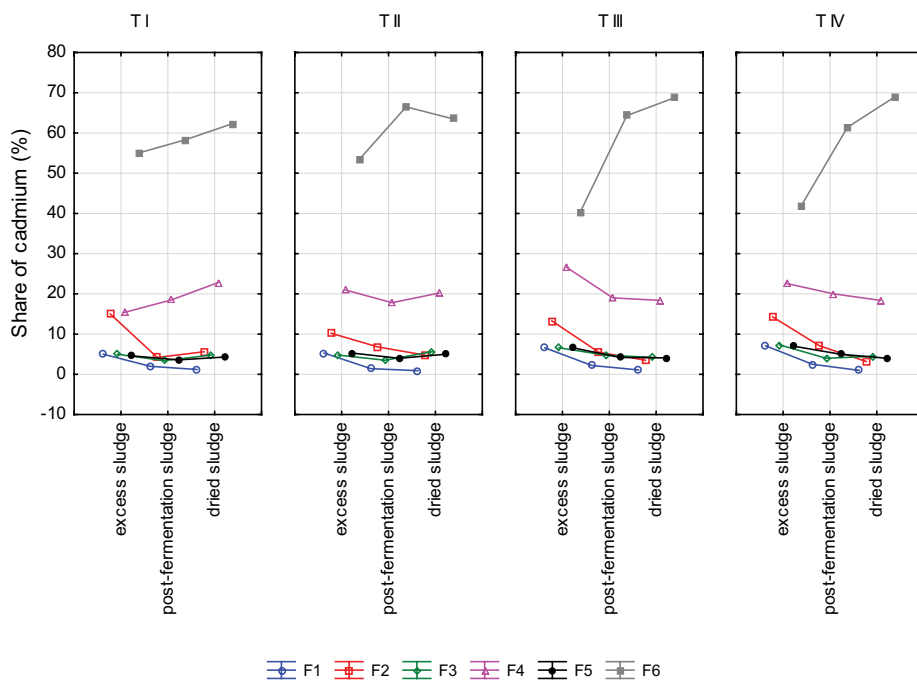 T I T II T III T IV
Share of cadmium (%)
80
70
60
50
40
30
20
10
0
-10
excess sludge
post-fermentation sludge
dried sludge
excess sludge
post-fermentation sludge
dried sludge
excess sludge
post-fermentation sludge
dried sludge
excess sludge
post-fermentation sludge
dried sludge
F1 F2 F3 F4 F5 F6